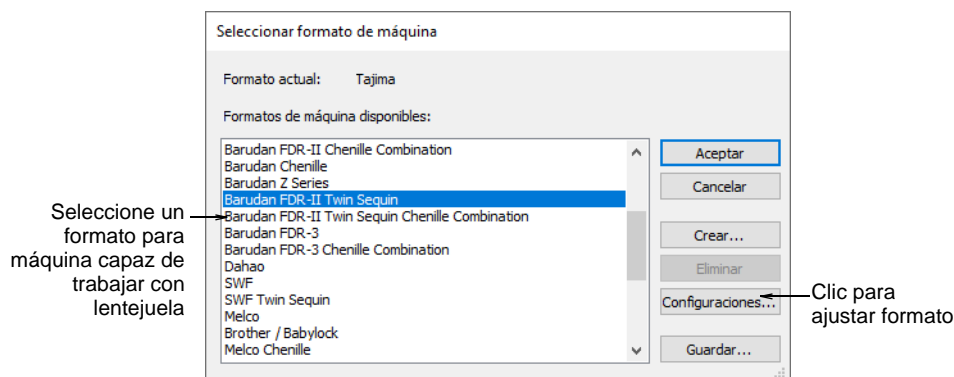 Seleccionar formato de máquina
Formato actual: Tajima
Formatos de máquina disponibles:
Barudan FDR-II Chenille Combination
Barudan Chenille
Barudan Z Series
Barudan FDR-II Twin Sequin
Barudan FDR-II Twin Sequin Chenille Combination
Barudan FDR-3
Barudan FDR-3 Chenille Combination
Dahao
SWF
SWF Twin Sequin
Melco
Brother / Babylock
Melco Chenille
Aceptar
Cancelar
Crear...
Eliminar
Configuraciones...
Guardar...
Seleccione un
formato para
máquina capaz de
trabajar con
lentejuela
Clic para
ajustar formato